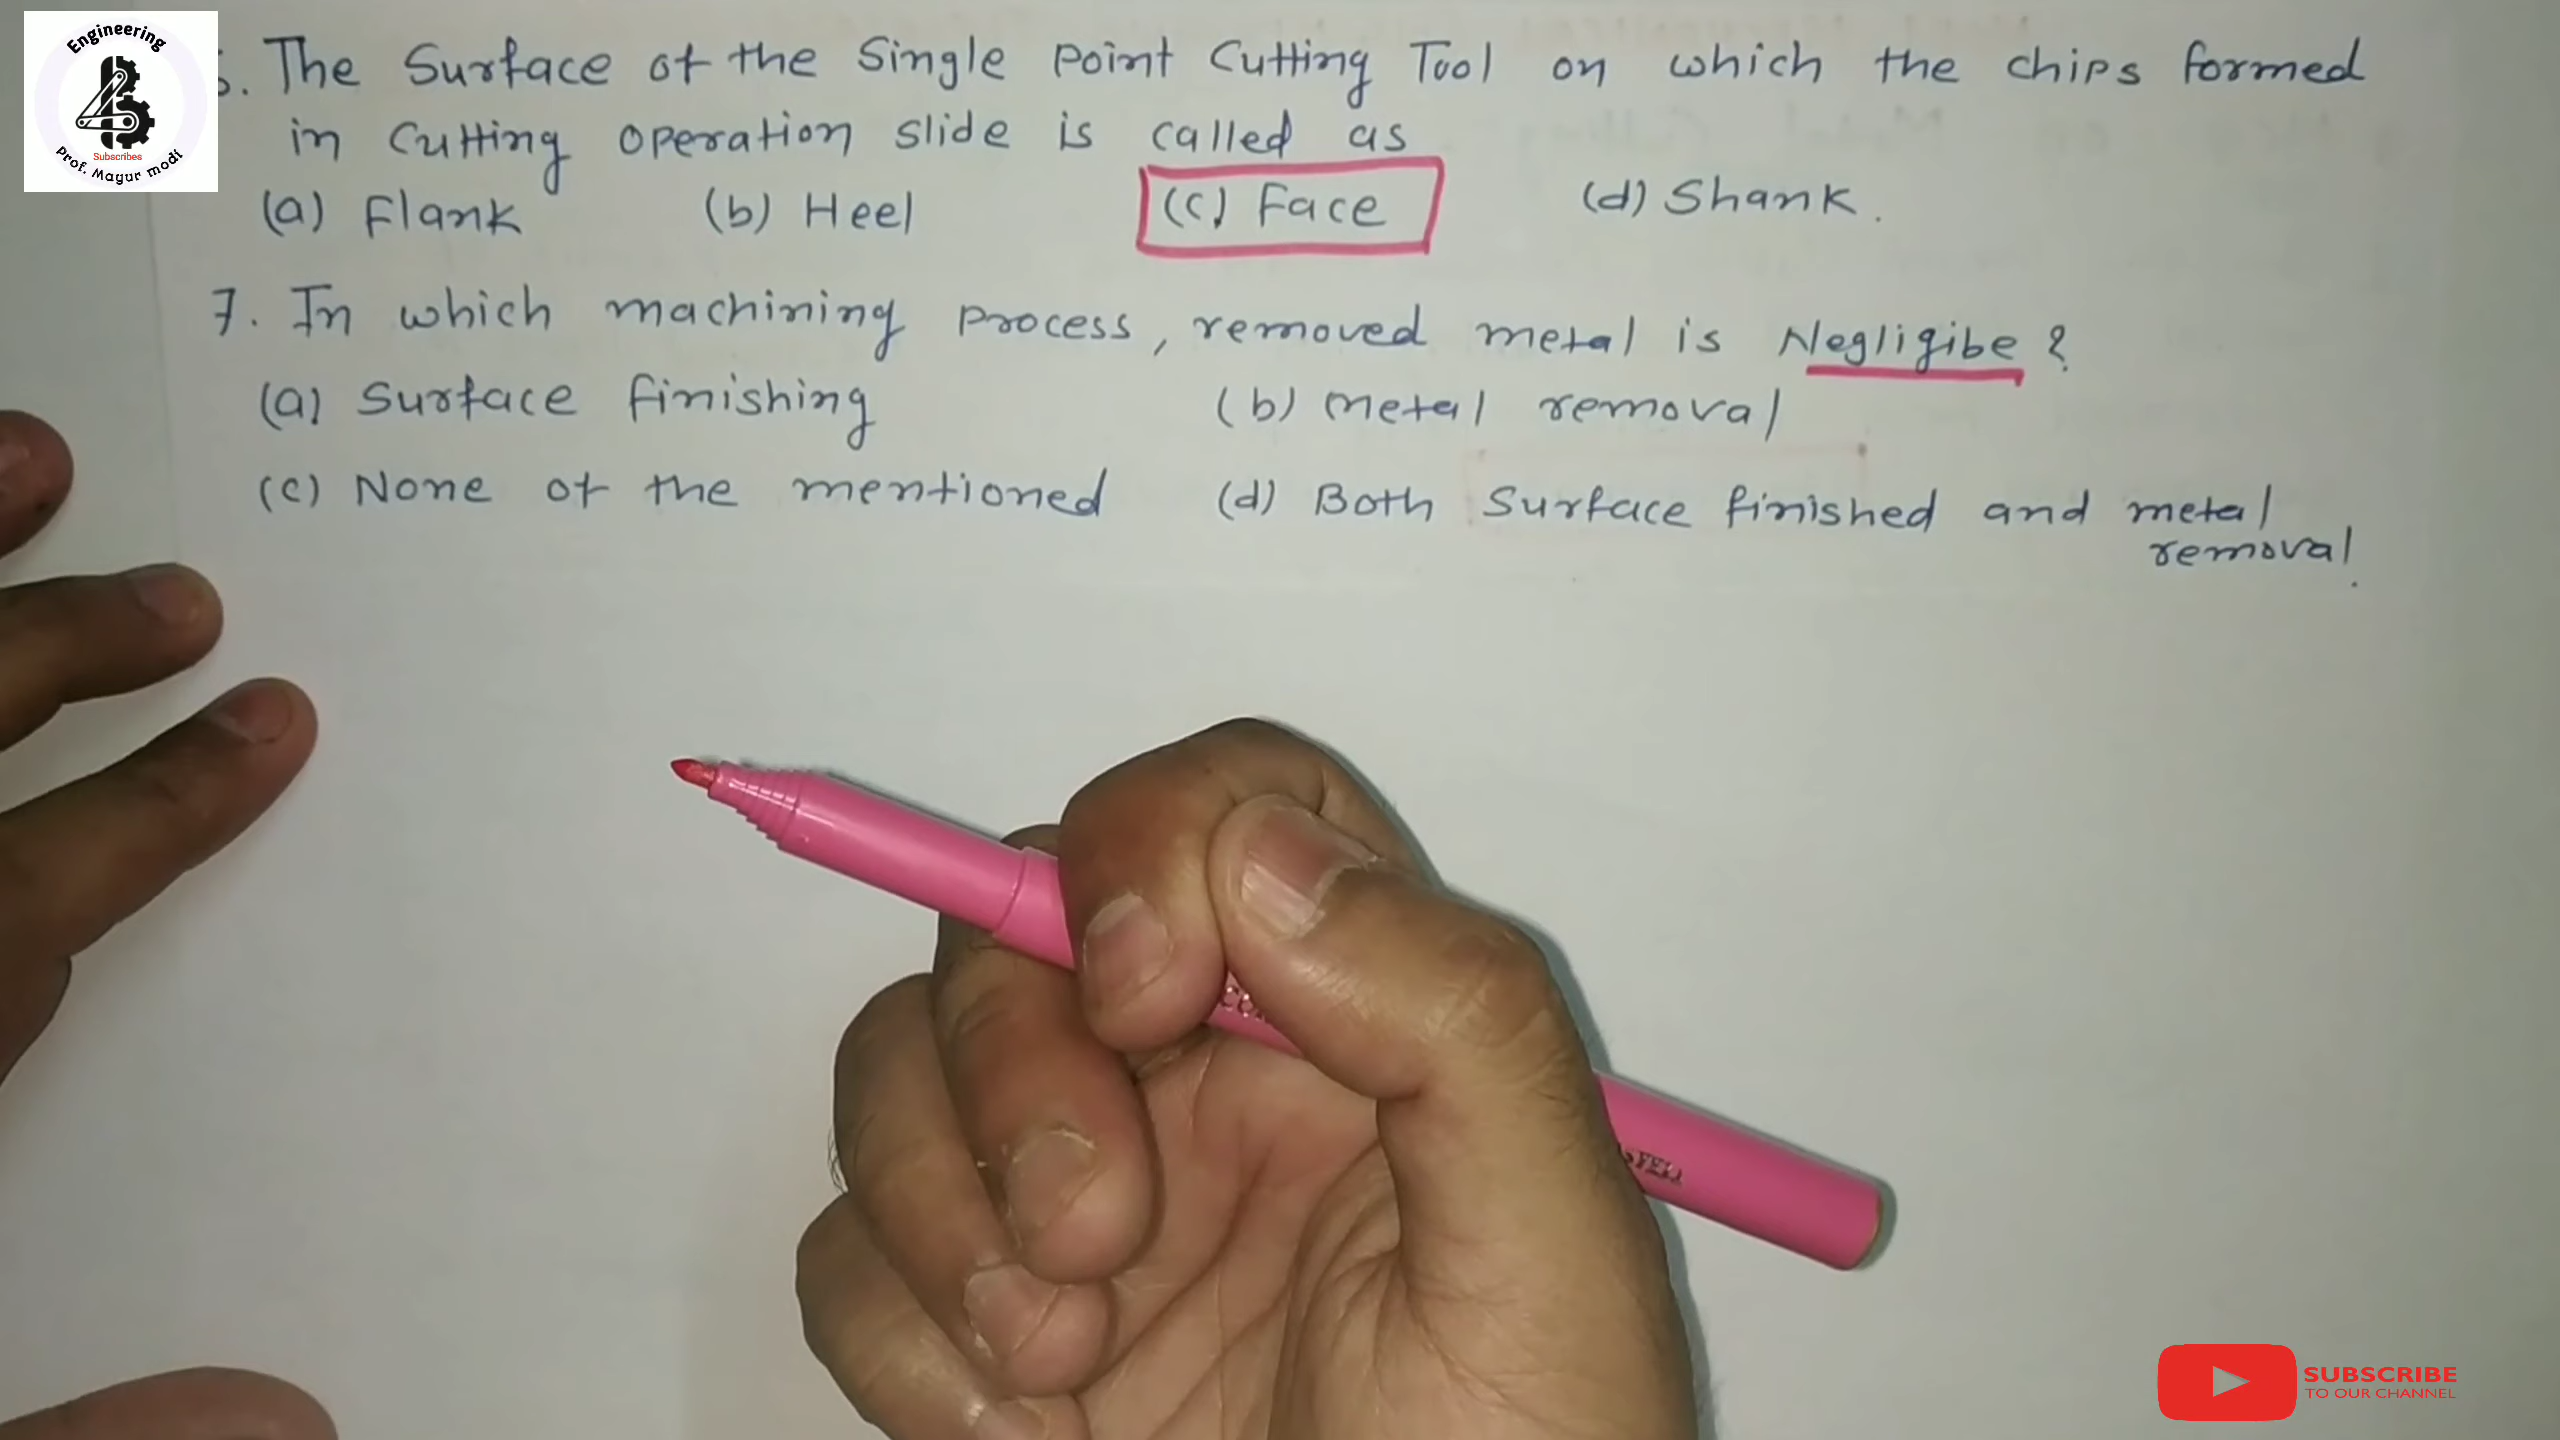 Engineering
Subscribes
Prof. Mayur modi
. The Surface of the Single Point Cutting Tool on which the chips formed
in Cutting operation slide is called as
(a) Flank (b) Heel (c) Face (d) Shank.
7. In which machining process, removed metal is Negligibe ?
(a) Surface finishing (b) metal removal
(c) None of the mentioned (d) Both Surface finished and metal
removal.
SUBSCRIBE
TO OUR CHANNEL